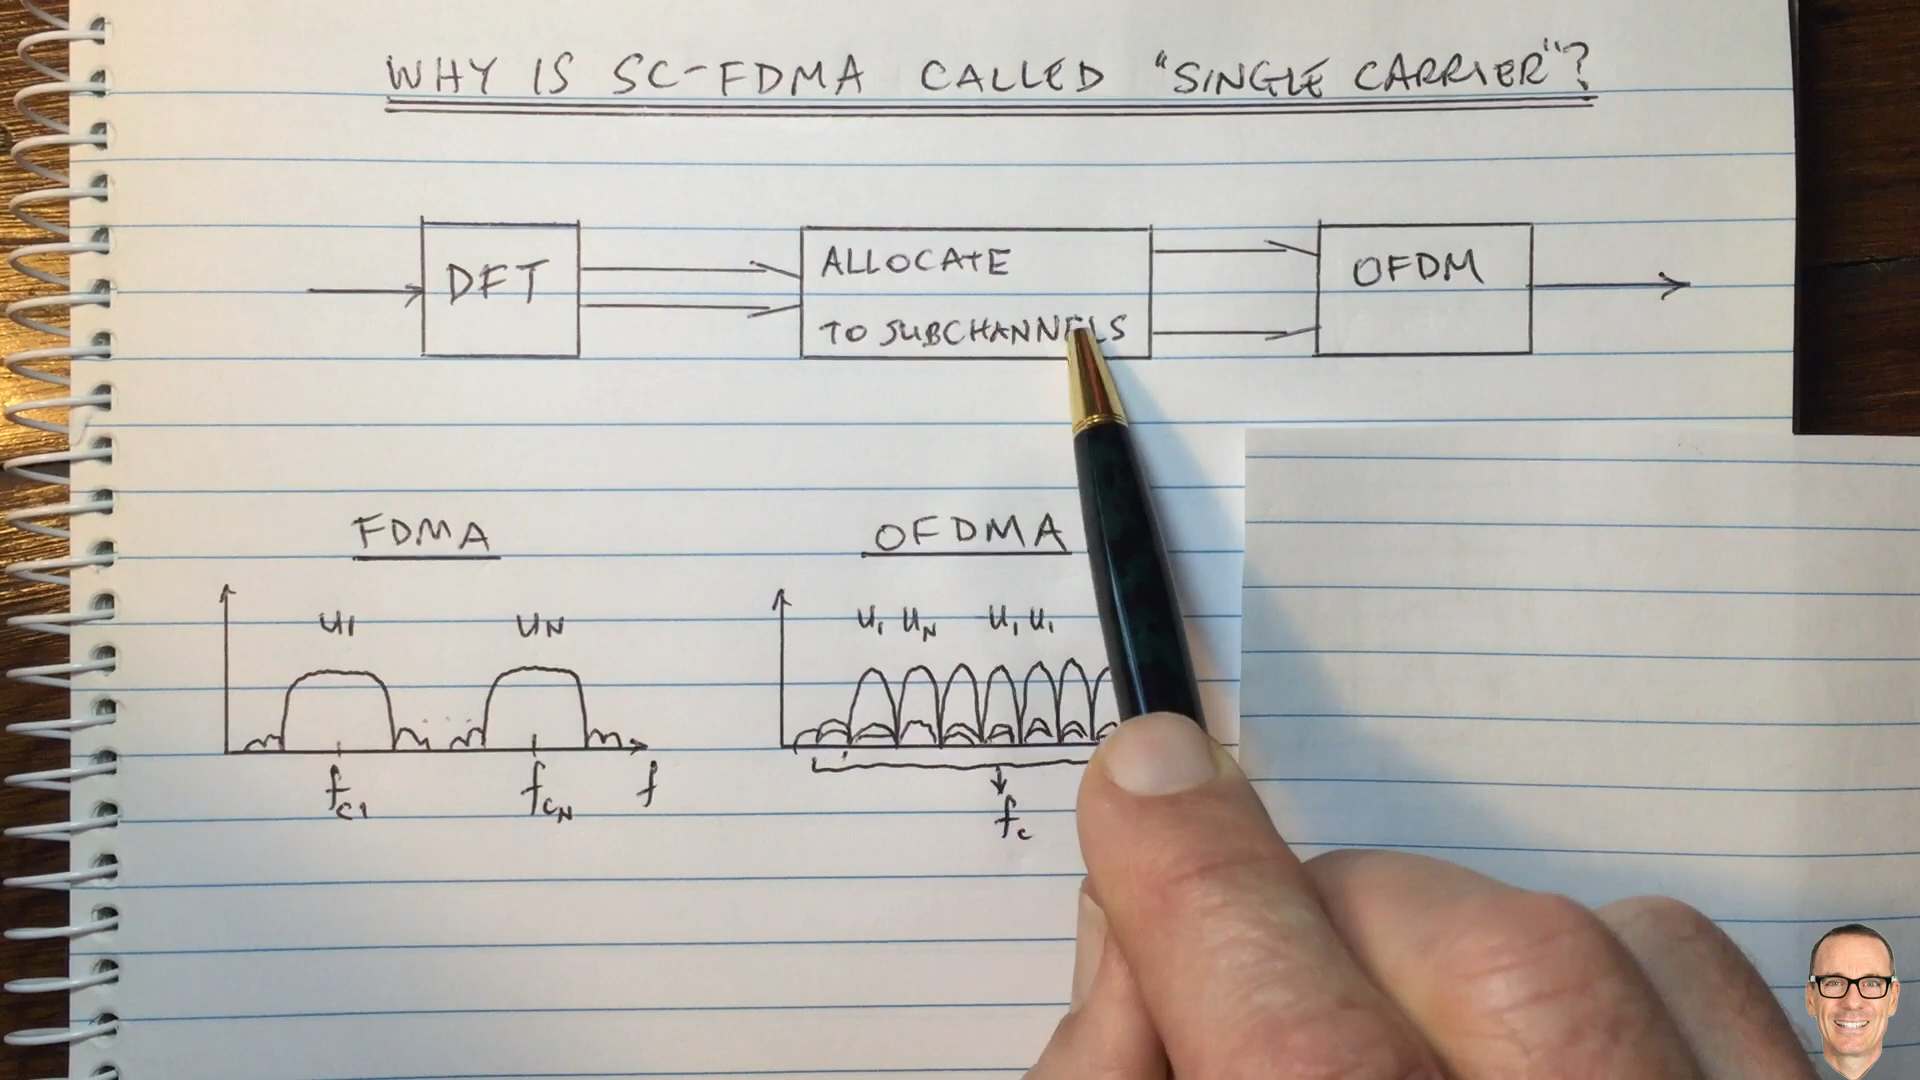 WHY IS SC-FDMA CALLED "SINGLE CARRIER"?
DFT
ALLOCATE
TO SUBCHANNELS
OFDM
FDMA
U1 UN
fc1 fcN f
OFDMA
U1 UN U1 U1
fc